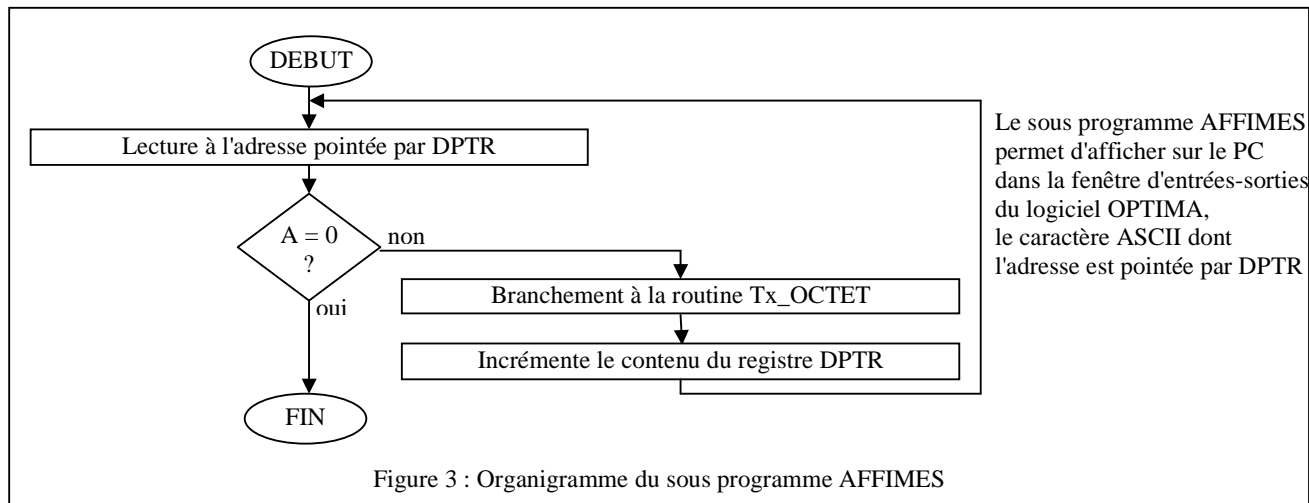 DEBUT
Lecture à l'adresse pointée par DPTR
A = 0
?
non
oui
Branchement à la routine Tx_OCTET
Incrémente le contenu du registre DPTR
FIN
Le sous programme AFFIMES
permet d'afficher sur le PC
dans la fenêtre d'entrées-sorties
du logiciel OPTIMA,
le caractère ASCII dont
l'adresse est pointée par DPTR
Figure 3 : Organigramme du sous programme AFFIMES